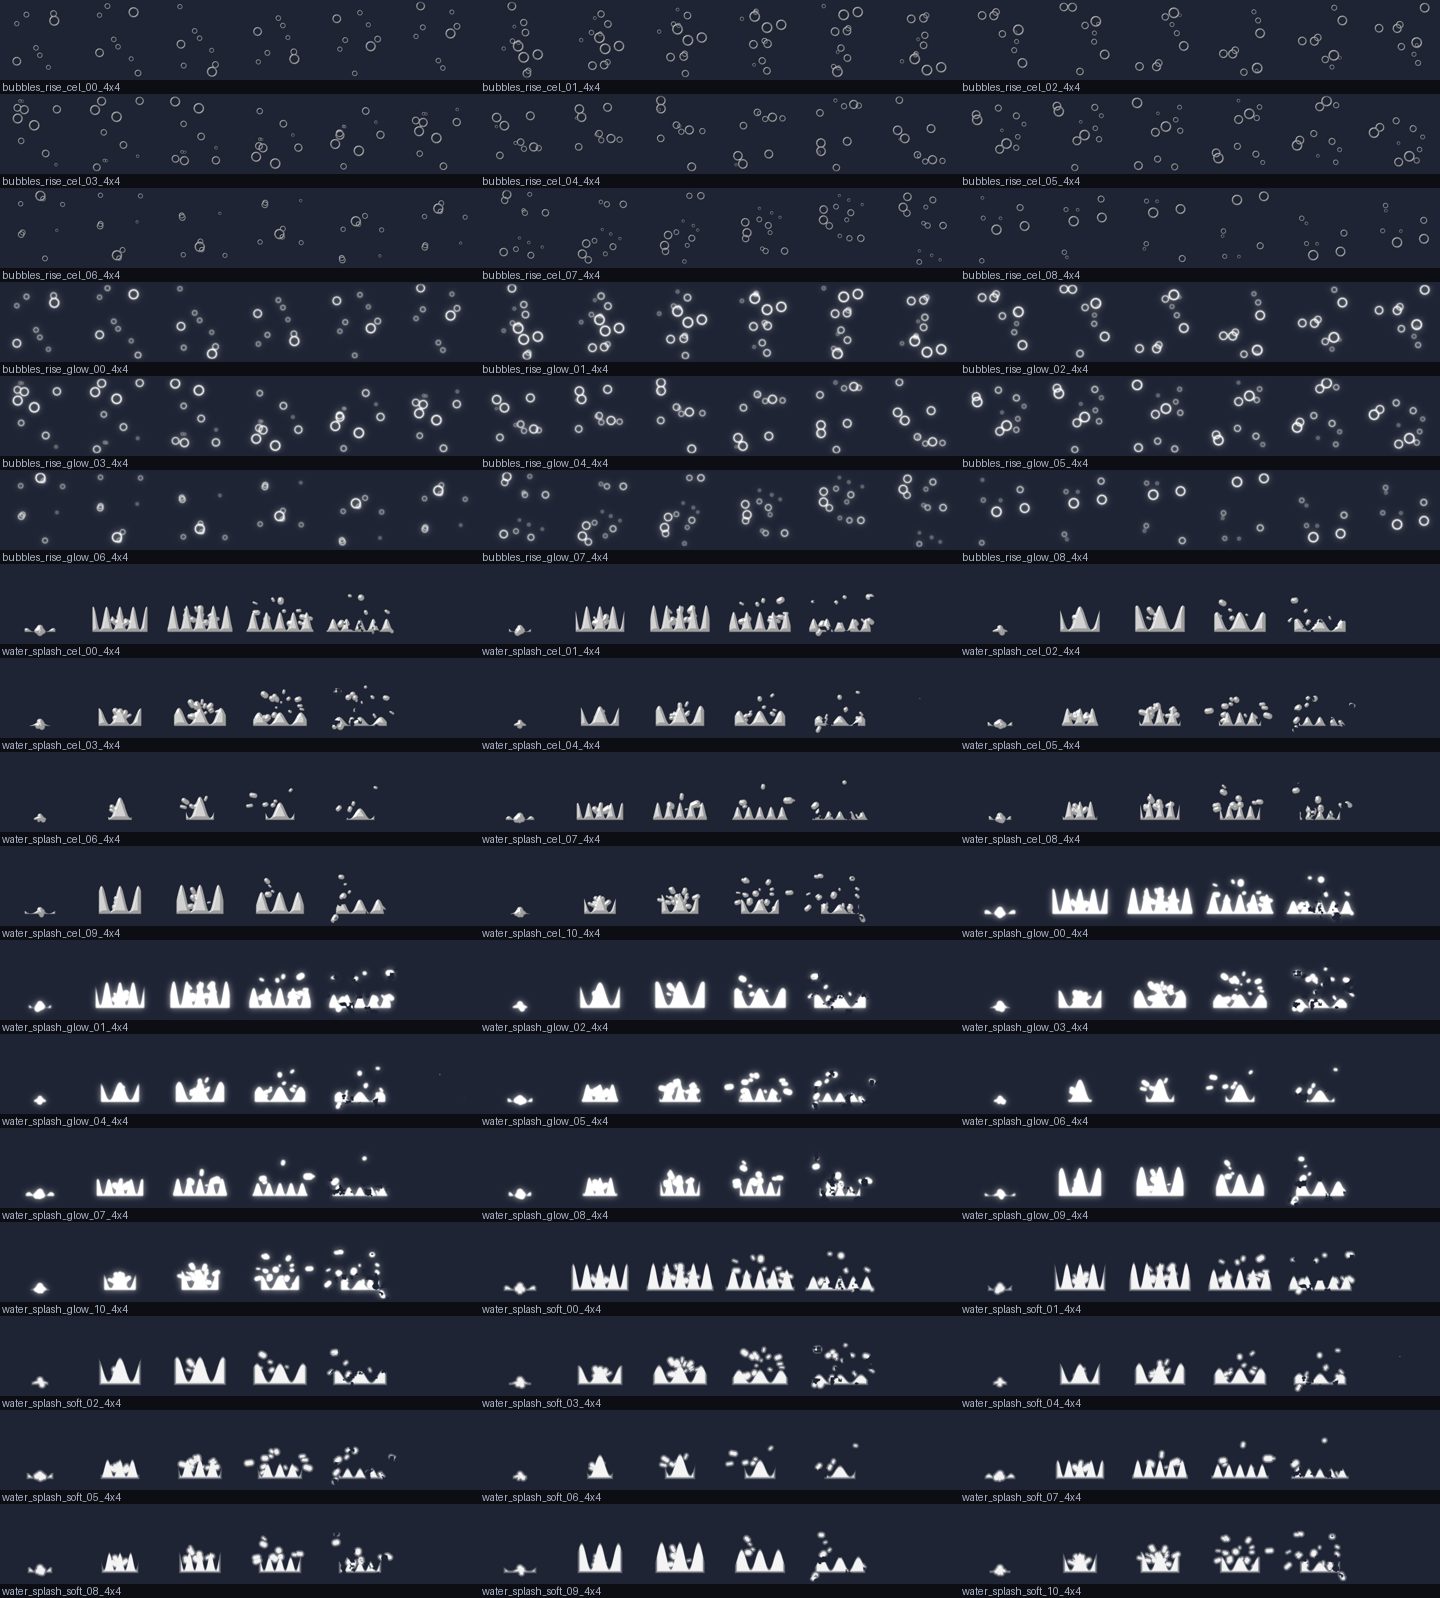 bubbles_rise_cel_00_4x4 bubbles_rise_cel_01_4x4 bubbles_rise_cel_02_4x4
bubbles_rise_cel_03_4x4 bubbles_rise_cel_04_4x4 bubbles_rise_cel_05_4x4
bubbles_rise_cel_06_4x4 bubbles_rise_cel_07_4x4 bubbles_rise_cel_08_4x4
bubbles_rise_glow_00_4x4 bubbles_rise_glow_01_4x4 bubbles_rise_glow_02_4x4
bubbles_rise_glow_03_4x4 bubbles_rise_glow_04_4x4 bubbles_rise_glow_05_4x4
bubbles_rise_glow_06_4x4 bubbles_rise_glow_07_4x4 bubbles_rise_glow_08_4x4
water_splash_cel_00_4x4 water_splash_cel_01_4x4 water_splash_cel_02_4x4
water_splash_cel_03_4x4 water_splash_cel_04_4x4 water_splash_cel_05_4x4
water_splash_cel_06_4x4 water_splash_cel_07_4x4 water_splash_cel_08_4x4
water_splash_cel_09_4x4 water_splash_cel_10_4x4 water_splash_glow_00_4x4
water_splash_glow_01_4x4 water_splash_glow_02_4x4 water_splash_glow_03_4x4
water_splash_glow_04_4x4 water_splash_glow_05_4x4 water_splash_glow_06_4x4
water_splash_glow_07_4x4 water_splash_glow_08_4x4 water_splash_glow_09_4x4
water_splash_glow_10_4x4 water_splash_soft_00_4x4 water_splash_soft_01_4x4
water_splash_soft_02_4x4 water_splash_soft_03_4x4 water_splash_soft_04_4x4
water_splash_soft_05_4x4 water_splash_soft_06_4x4 water_splash_soft_07_4x4
water_splash_soft_08_4x4 water_splash_soft_09_4x4 water_splash_soft_10_4x4